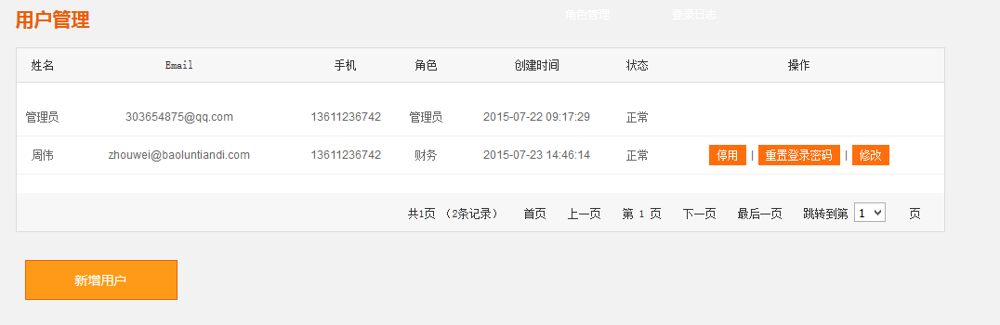 用户管理 角色管理 登录日志
姓名 Email 手机 角色 创建时间 状态 操作
管理员 303654875@qq.com 13611236742 管理员 2015-07-22 09:17:29 正常
周伟 zhouwei@baoluntiandi.com 13611236742 财务 2015-07-23 14:46:14 正常 停用 | 重置登录密码 | 修改
共1页 （2条记录） 首页 上一页 第 1 页 下一页 最后一页 跳转到第 1 页
新增用户